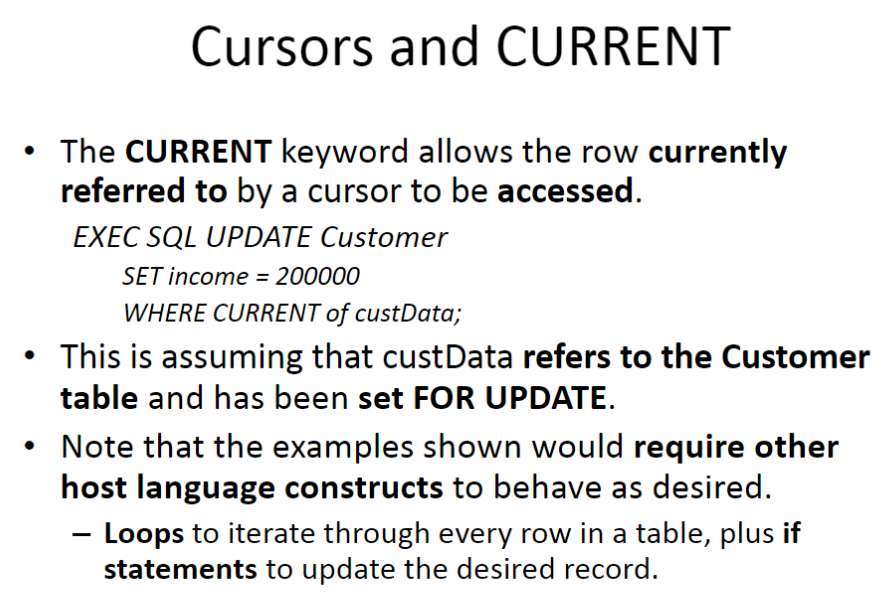 Cursors and CURRENT
• The CURRENT keyword allows the row currently
referred to by a cursor to be accessed.
EXEC SQL UPDATE Customer
SET income = 200000
WHERE CURRENT of custData;
• This is assuming that custData refers to the Customer
table and has been set FOR UPDATE.
• Note that the examples shown would require other
host language constructs to behave as desired.
– Loops to iterate through every row in a table, plus if
statements to update the desired record.